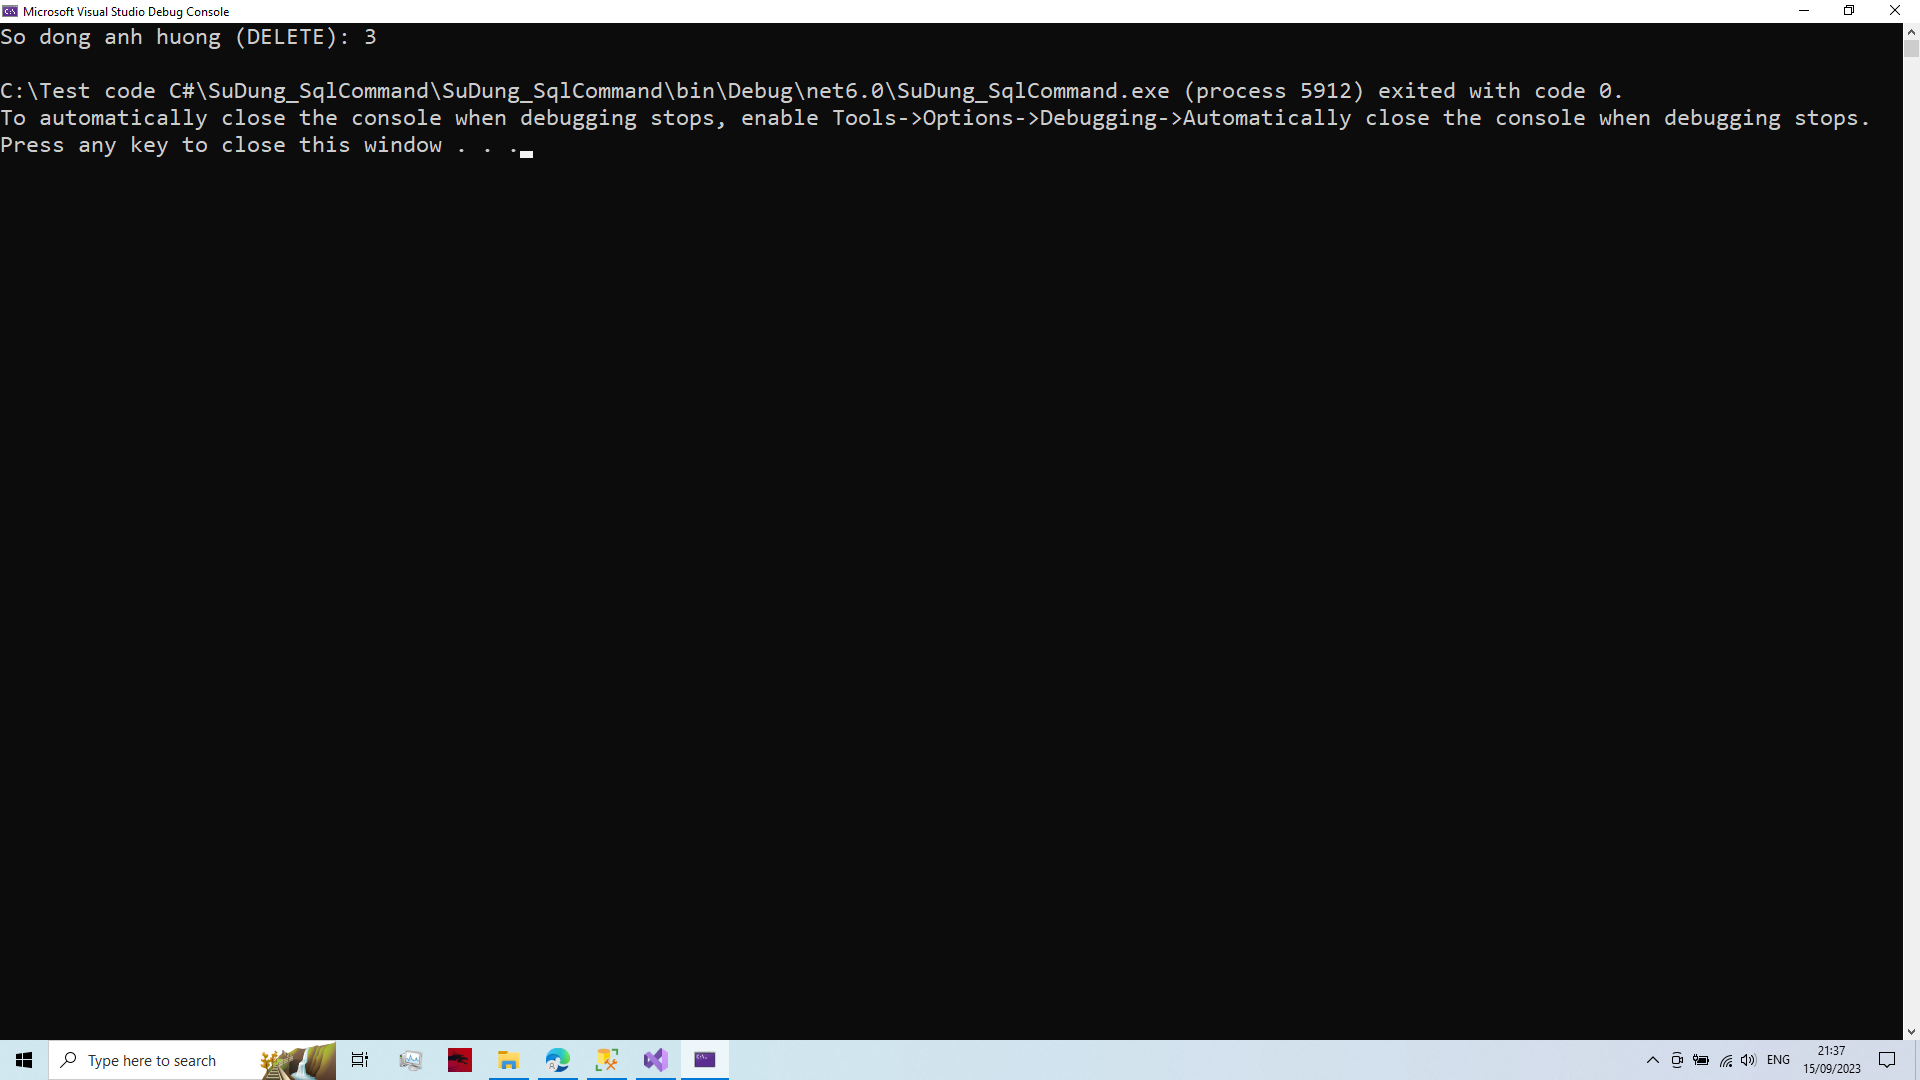 Microsoft Visual Studio Debug Console
So dong anh huong (DELETE): 3
C:\Test code C#\SuDung_SqlCommand\SuDung_SqlCommand\bin\Debug\net6.0\SuDung_SqlCommand.exe (process 5912) exited with code 0.
To automatically close the console when debugging stops, enable Tools->Options->Debugging->Automatically close the console when debugging stops.
Press any key to close this window . . .
Type here to search
ENG
21:37
15/09/2023